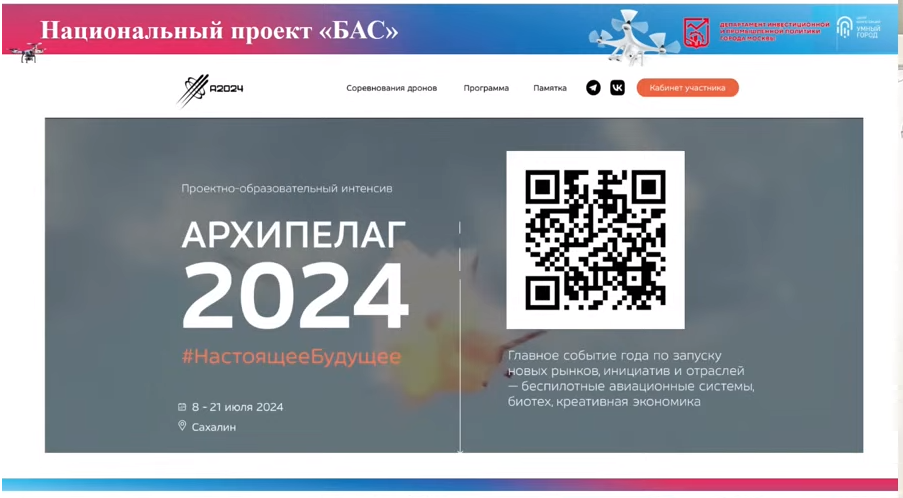 Национальный проект «БАС»
ДЕПАРТАМЕНТ ИНВЕСТИЦИОННОЙ
И ПРОМЫШЛЕННОЙ ПОЛИТИКИ
ГОРОДА МОСКВЫ
УМНЫЙ
ГОРОД
А2024
Соревнования дронов
Программа
Памятка
Кабинет участника
Проектно-образовательный интенсив
АРХИПЕЛАГ
2024
#НастоящееБудущее
8 - 21 июля 2024
Сахалин
Главное событие года по запуску
новых рынков, инициатив и отраслей
— беспилотные авиационные системы,
биотех, креативная экономика